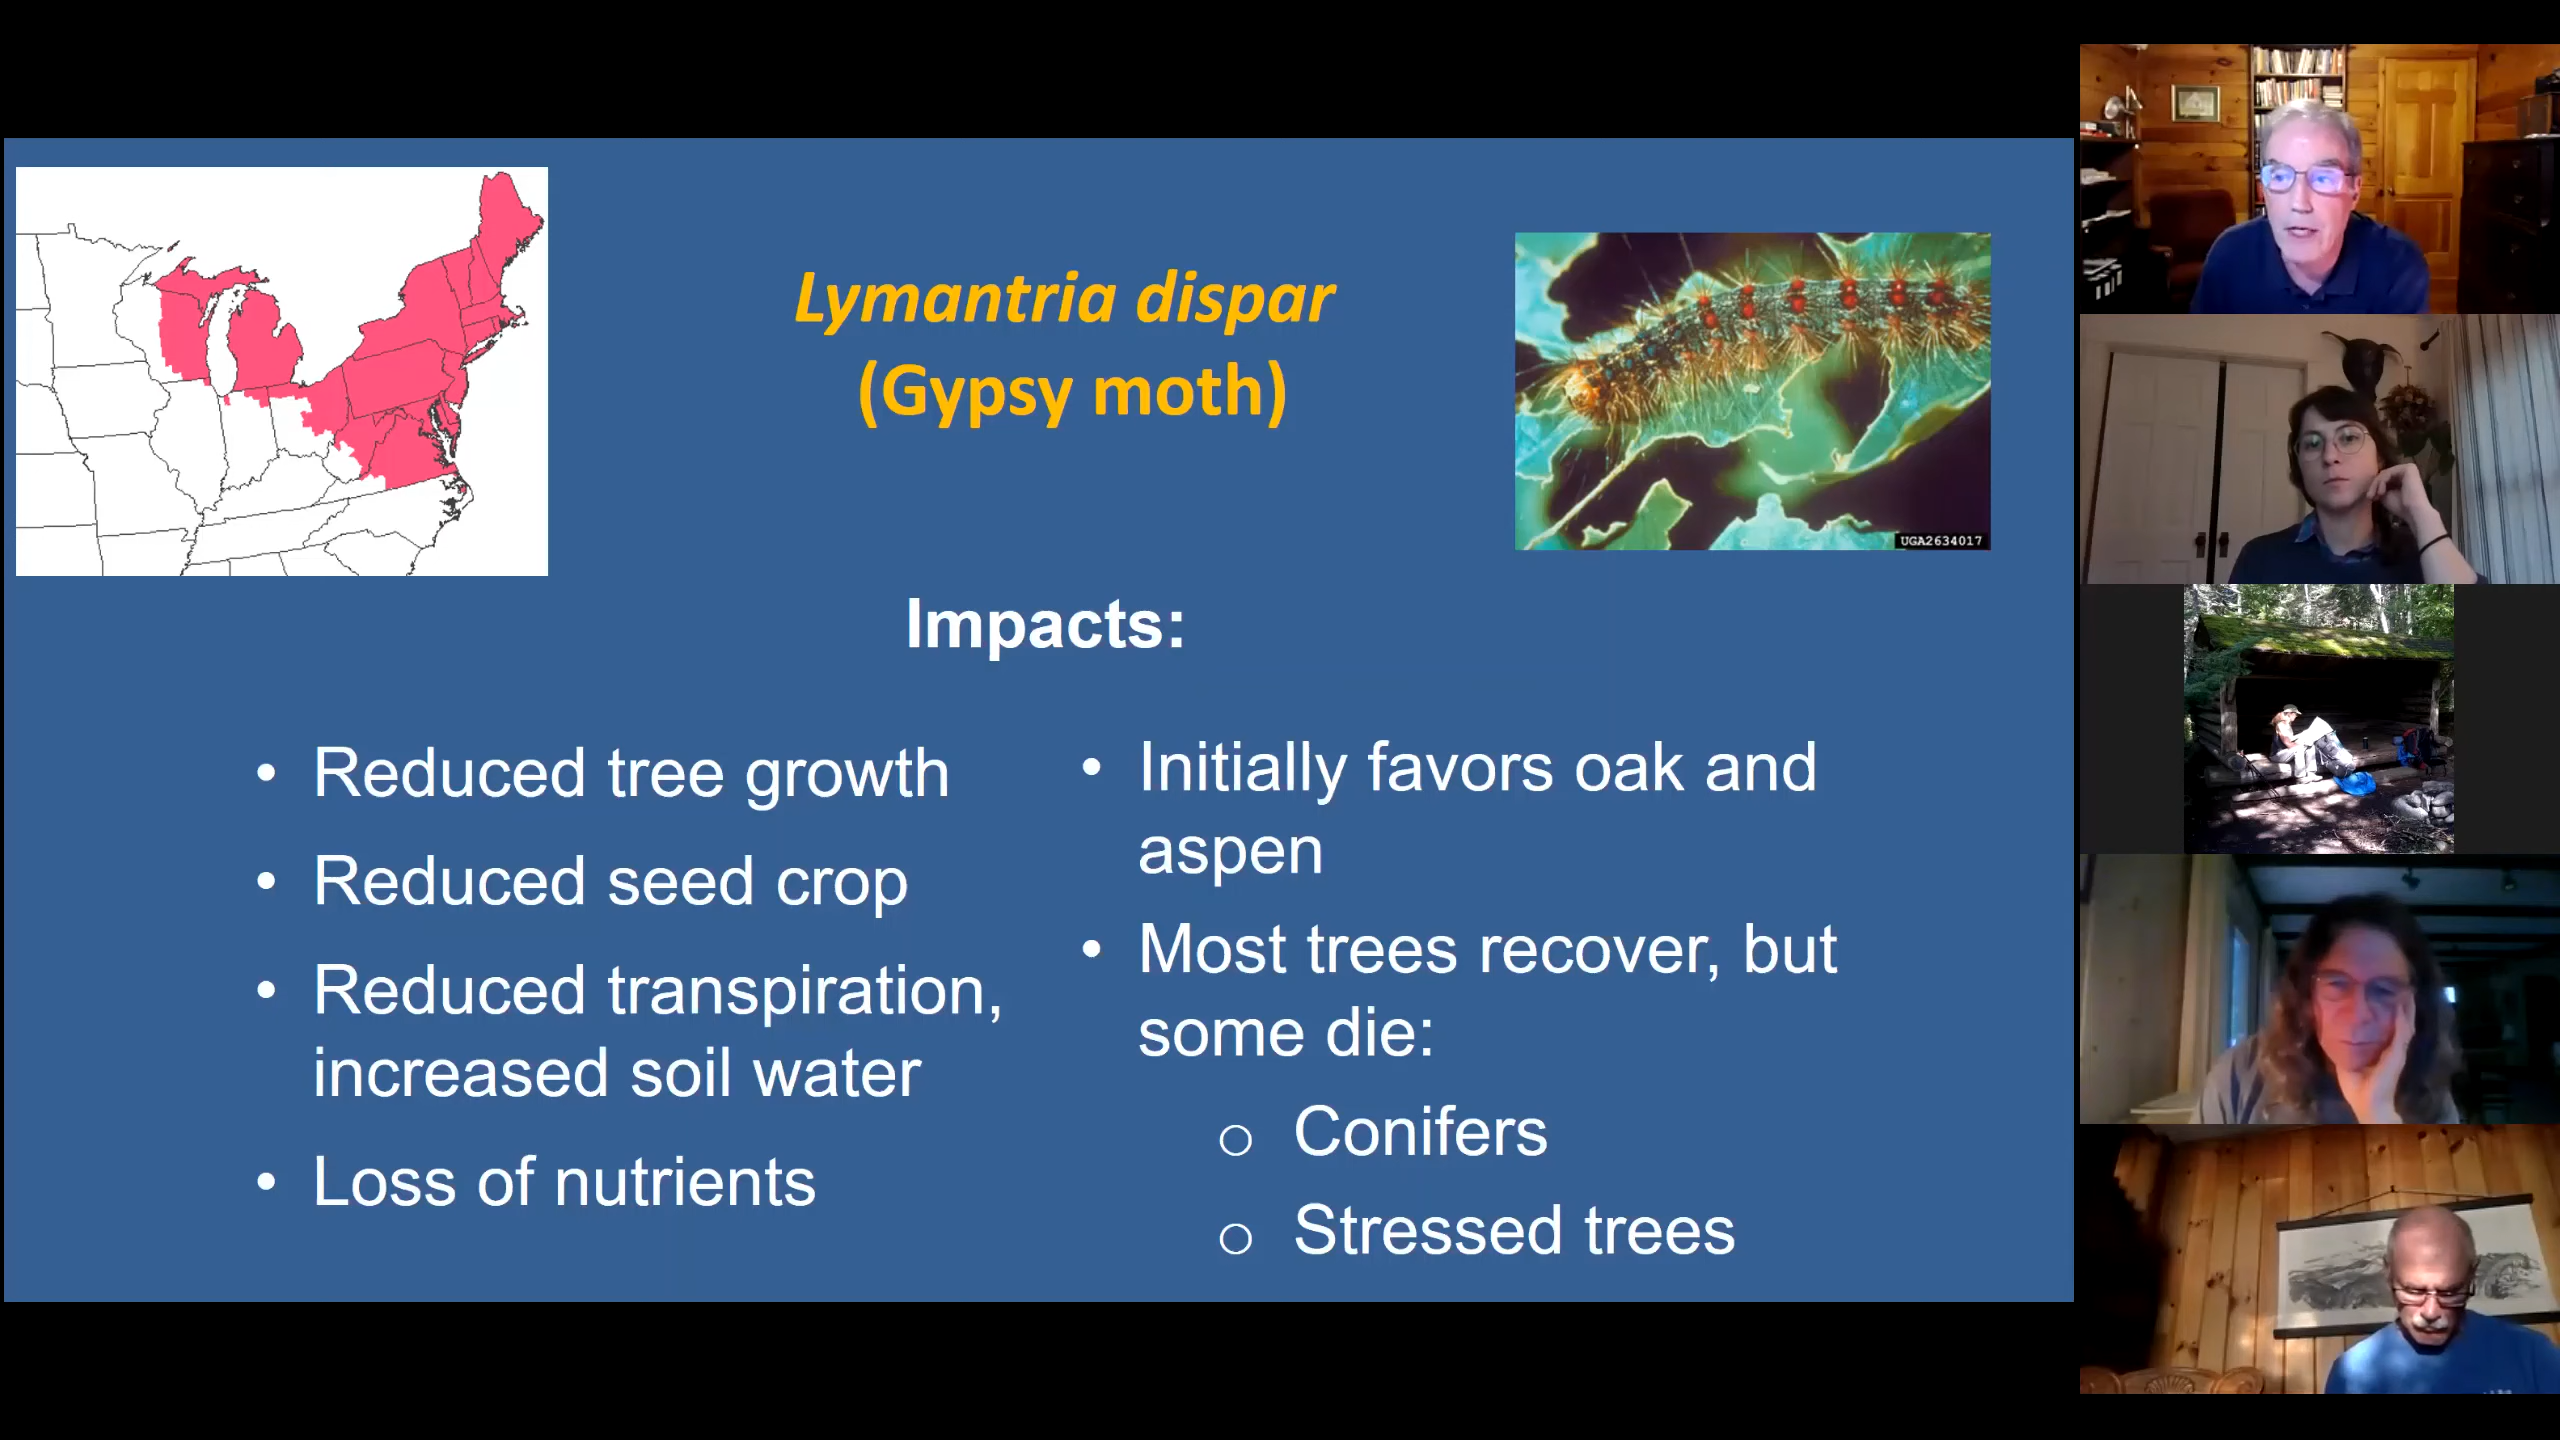 Lymantria dispar
(Gypsy moth)
UGA2634017
Impacts:
• Reduced tree growth
• Reduced seed crop
• Reduced transpiration,
increased soil water
• Loss of nutrients
• Initially favors oak and
aspen
• Most trees recover, but
some die:
o Conifers
o Stressed trees